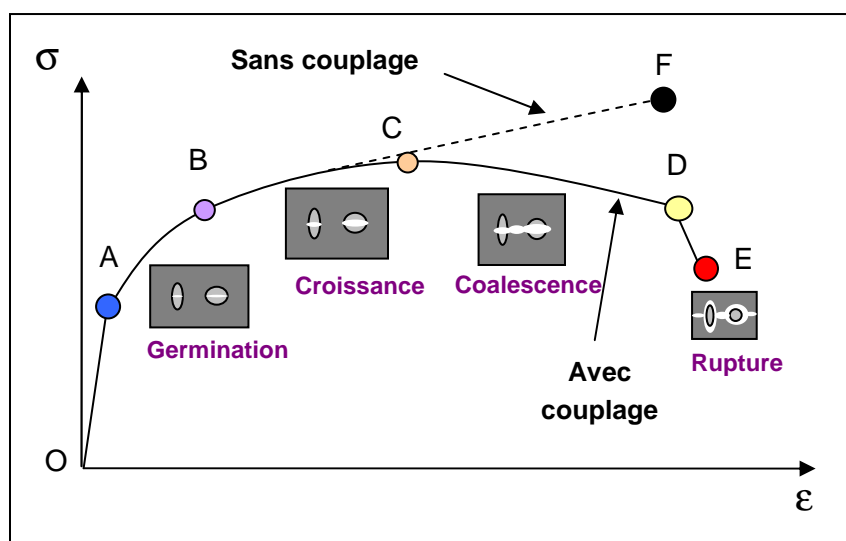 σ
Sans couplage
F
C
B
D
A
E
Croissance
Coalescence
Germination
Rupture
Avec
couplage
O
ε